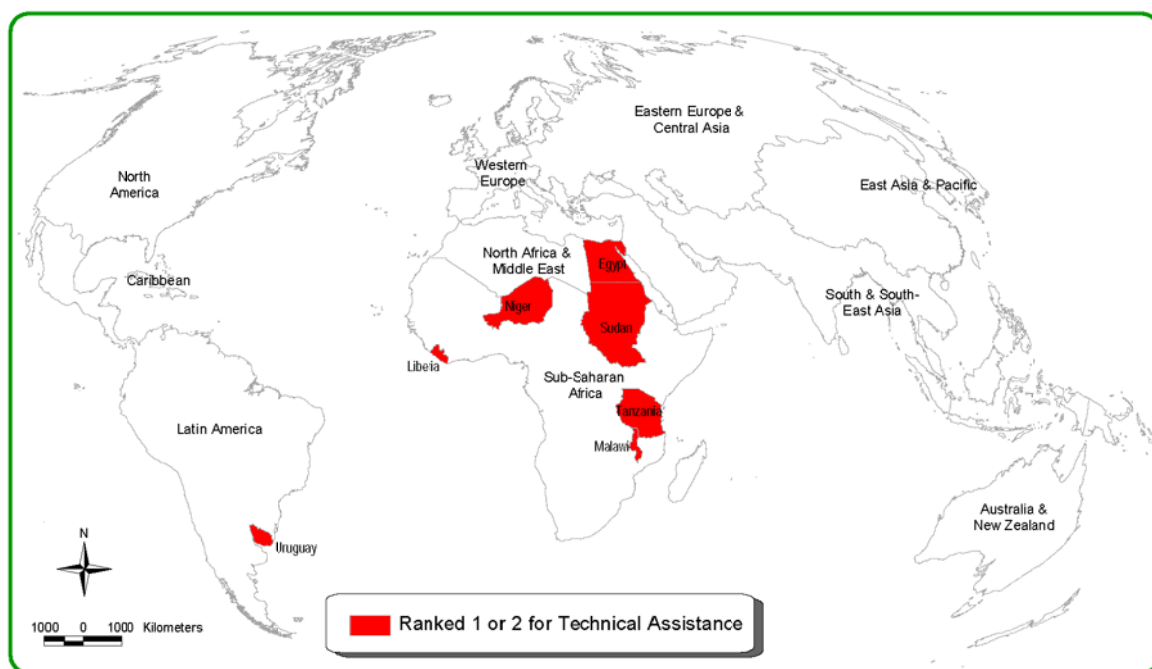 Eastern Europe &
Central Asia
North
America
Western
Europe
East Asia & Pacific
North Africa &
Middle East
Egypt
Caribbean
Niger
South & South-
East Asia
Sudan
Liberia
Sub-Saharan
Africa
Tanzania
Latin America
Malawi
Australia &
New Zealand
N
Uruguay
1000 0 1000 Kilometers
Ranked 1 or 2 for Technical Assistance